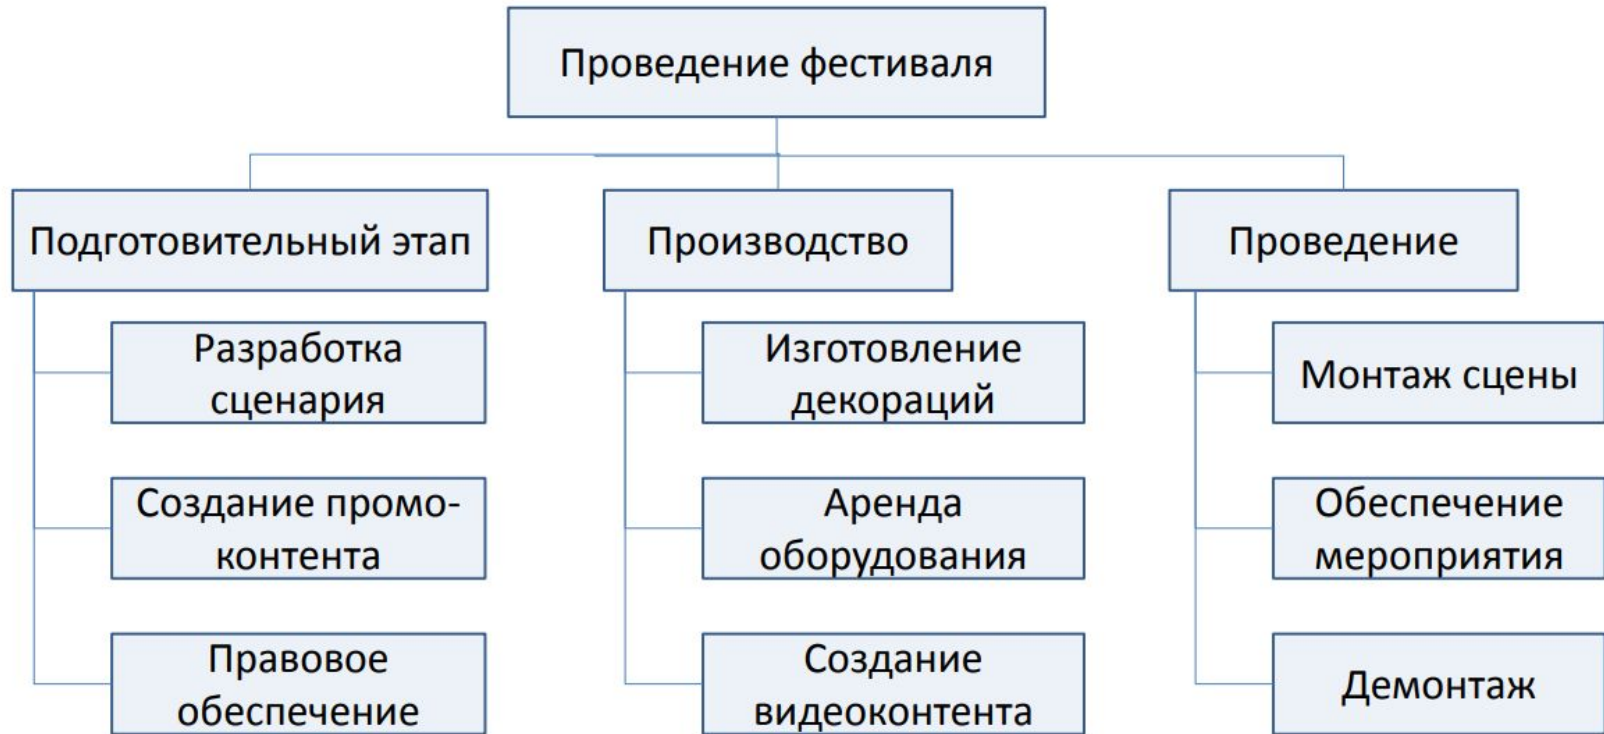 Проведение фестиваля
Подготовительный этап
Разработка
сценария
Создание промо-
контента
Правовое
обеспечение
Производство
Изготовление
декораций
Аренда
оборудования
Создание
видеоконтента
Проведение
Монтаж сцены
Обеспечение
мероприятия
Демонтаж